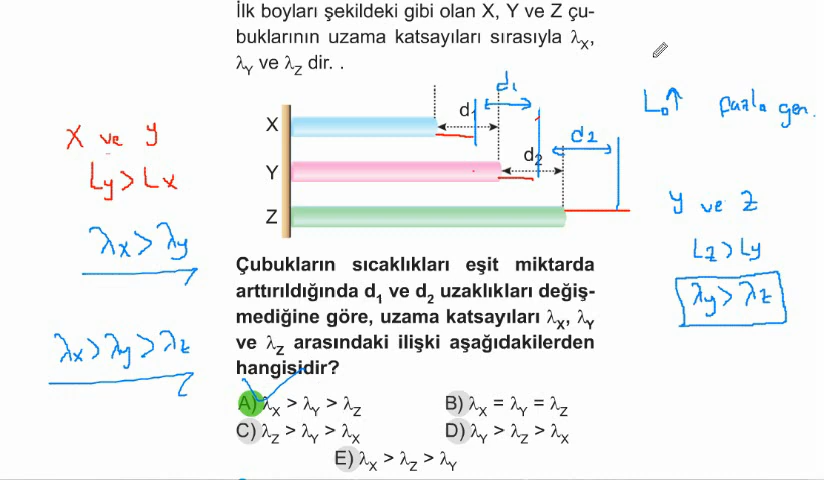 İlk boyları şekildeki gibi olan X, Y ve Z çu-
buklarının uzama katsayıları sırasıyla λX,
λY ve λZ dir. .
X
Y
Z
d1
d2
d1
d2
X ve y
Ly > Lx
λx > λy
λx > λy > λz
L0↑ fazla gen.
y ve z
Lz > Ly
λy > λz
Çubukların sıcaklıkları eşit miktarda
arttırıldığında d1 ve d2 uzaklıkları değiş-
mediğine göre, uzama katsayıları λX, λY
ve λZ arasındaki ilişki aşağıdakilerden
hangisidir?
A) λX > λY > λZ
B) λX = λY = λZ
C) λZ > λY > λX
D) λY > λZ > λX
E) λX > λZ > λY